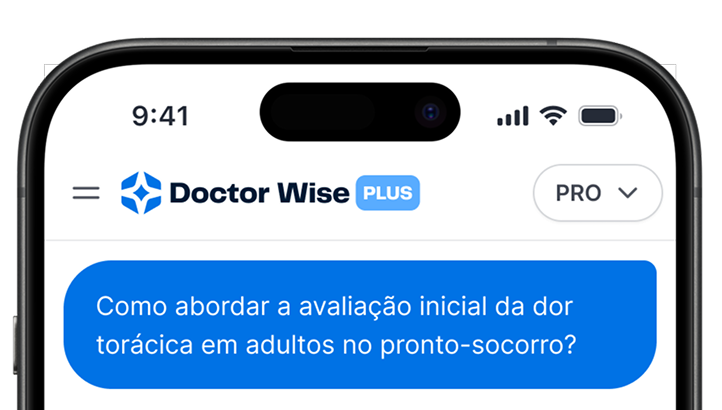 9:41
Doctor Wise PLUS
PRO
Como abordar a avaliação inicial da dor
torácica em adultos no pronto-socorro?